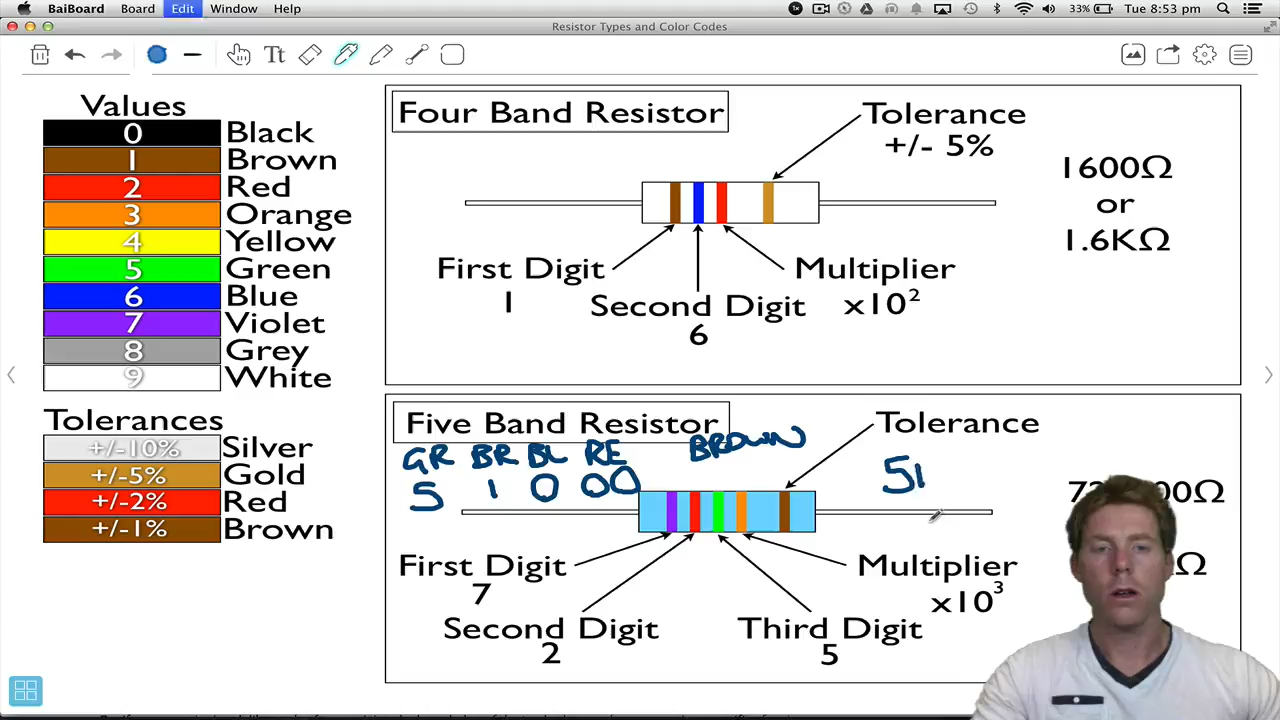 BaiBoard Board Edit Window Help
1x 33% Tue 8:53 pm
Resistor Types and Color Codes
Tt
Values
0 Black
1 Brown
2 Red
3 Orange
4 Yellow
5 Green
6 Blue
7 Violet
8 Grey
9 White
Tolerances
+/-10% Silver
+/-5% Gold
+/-2% Red
+/-1% Brown
Four Band Resistor
Tolerance
+/- 5%
First Digit
1
Second Digit
6
Multiplier
x10²
1600Ω
or
1.6KΩ
Five Band Resistor
GR BR BL RE BROWN
5 1 0 00
51
Tolerance
First Digit
7
Second Digit
2
Third Digit
5
Multiplier
x10³